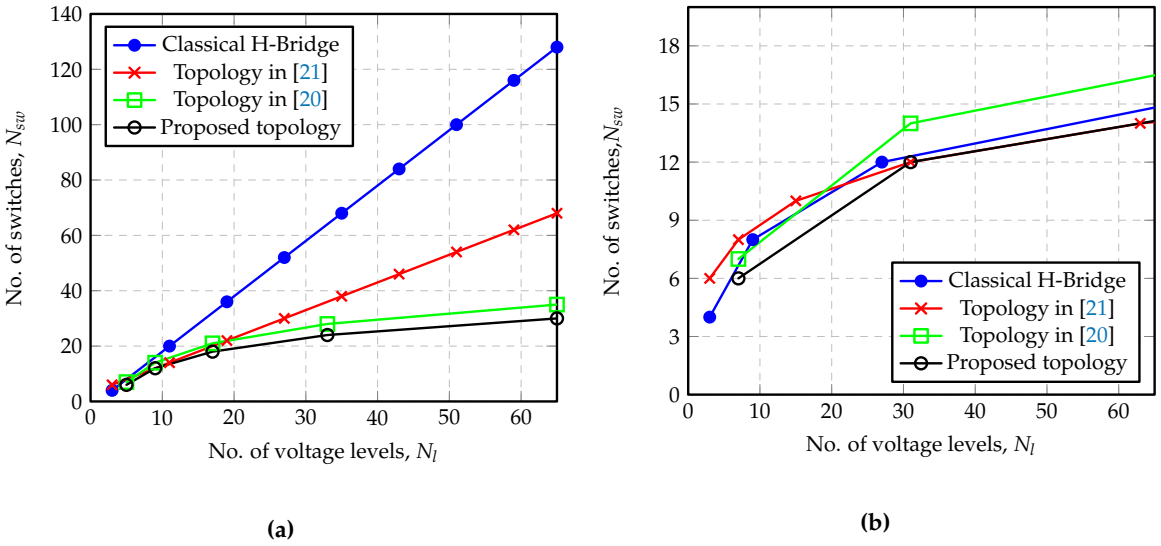 140
120
100
80
60
40
20
0
0
10
20
30
40
50
60
No. of switches, Nsw
No. of voltage levels, Nl
Classical H-Bridge
Topology in [21]
Topology in [20]
Proposed topology
(a)
18
15
12
9
6
3
0
0
10
20
30
40
50
60
No. of switches,Nsw
No. of voltage levels, Nl
Classical H-Bridge
Topology in [21]
Topology in [20]
Proposed topology
(b)